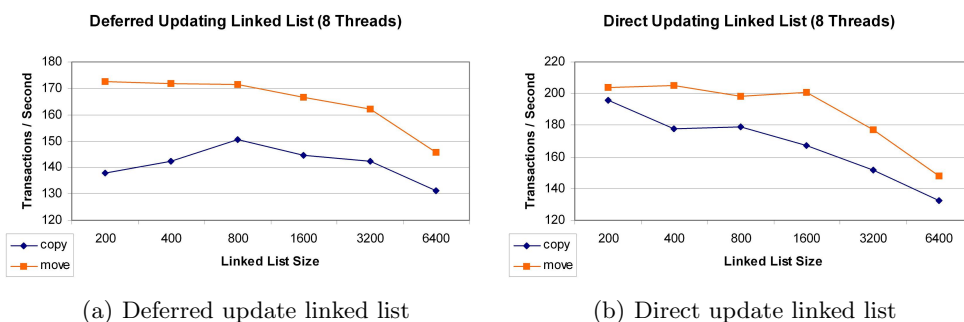 Deferred Updating Linked List (8 Threads)
Transactions / Second
180
170
160
150
140
130
120
200 400 800 1600 3200 6400
copy
move
Linked List Size
(a) Deferred update linked list
Direct Updating Linked List (8 Threads)
Transactions / Second
220
200
180
160
140
120
200 400 800 1600 3200 6400
copy
move
Linked List Size
(b) Direct update linked list